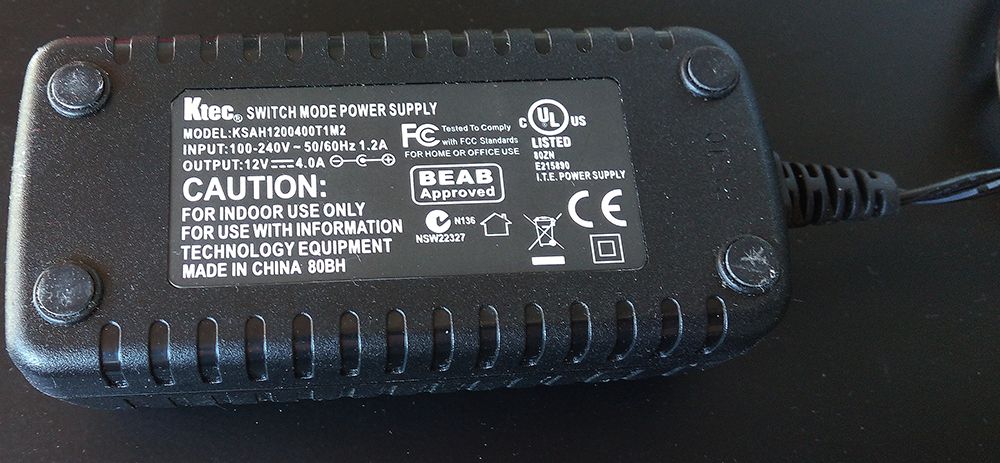 Ktec® SWITCH MODE POWER SUPPLY
MODEL:KSAH1200400T1M2
INPUT:100-240V ~ 50/60Hz 1.2A
OUTPUT:12V ⎓ 4.0A
CAUTION:
FOR INDOOR USE ONLY
FOR USE WITH INFORMATION
TECHNOLOGY EQUIPMENT
MADE IN CHINA 80BH
FC Tested To Comply
with FCC Standards
FOR HOME OR OFFICE USE
BEAB
Approved
N136
NSW22327
C UL US
LISTED
80ZN
E215890
I.T.E. POWER SUPPLY
CE